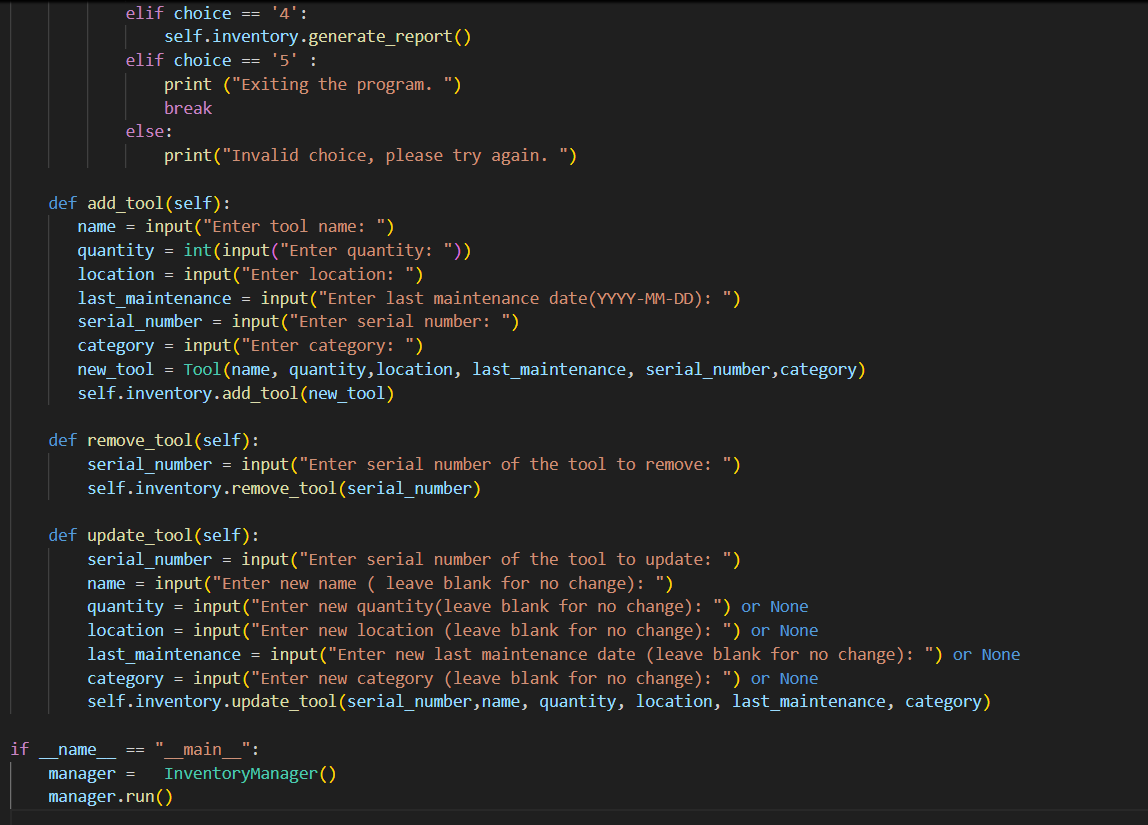 elif choice == '4':
self.inventory.generate_report()
elif choice == '5' :
print ("Exiting the program. ")
break
else:
print("Invalid choice, please try again. ")
def add_tool(self):
name = input("Enter tool name: ")
quantity = int(input("Enter quantity: "))
location = input("Enter location: ")
last_maintenance = input("Enter last maintenance date(YYYY-MM-DD): ")
serial_number = input("Enter serial number: ")
category = input("Enter category: ")
new_tool = Tool(name, quantity,location, last_maintenance, serial_number,category)
self.inventory.add_tool(new_tool)
def remove_tool(self):
serial_number = input("Enter serial number of the tool to remove: ")
self.inventory.remove_tool(serial_number)
def update_tool(self):
serial_number = input("Enter serial number of the tool to update: ")
name = input("Enter new name ( leave blank for no change): ")
quantity = input("Enter new quantity(leave blank for no change): ") or None
location = input("Enter new location (leave blank for no change): ") or None
last_maintenance = input("Enter new last maintenance date (leave blank for no change): ") or None
category = input("Enter new category (leave blank for no change): ") or None
self.inventory.update_tool(serial_number,name, quantity, location, last_maintenance, category)
if __name__ == "__main__":
manager =   InventoryManager()
manager.run()